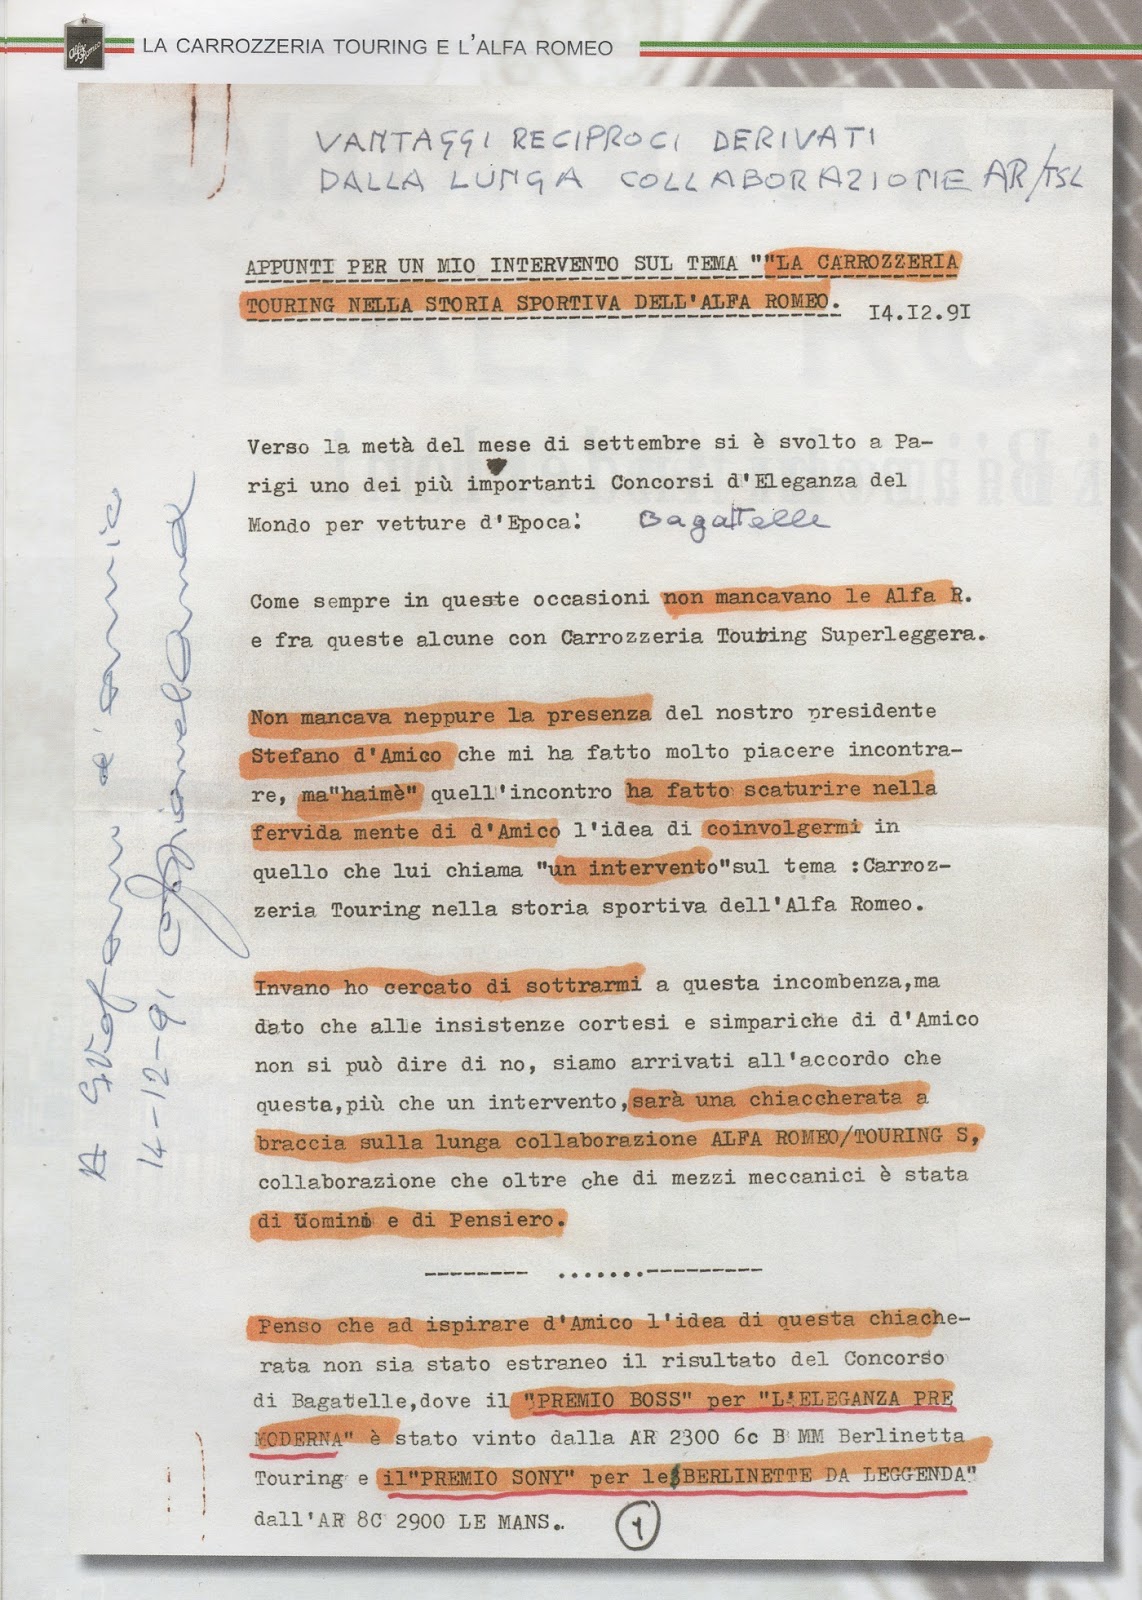 LA CARROZZERIA TOURING E L'ALFA ROMEO
VANTAGGI RECIPROCI DERIVATI
DALLA LUNGA COLLABORAZIONE AR/TSL
APPUNTI PER UN MIO INTERVENTO SUL TEMA ""LA CARROZZERIA
TOURING NELLA STORIA SPORTIVA DELL'ALFA ROMEO.
14.12.91
Verso la metà del mese di settembre si è svolto a Pa-
rigi uno dei più importanti Concorsi d'Eleganza del
Mondo per vetture d'Epoca: Bagattelle
Come sempre in queste occasioni non mancavano le Alfa R.
e fra queste alcune con Carrozzeria Touring Superleggera.
Non mancava neppure la presenza del nostro presidente
Stefano d'Amico che mi ha fatto molto piacere incontra-
re, ma"haimè" quell'incontro ha fatto scaturire nella
fervida mente di d'Amico l'idea di coinvolgermi in
quello che lui chiama "un intervento"sul tema :Carroz-
zeria Touring nella storia sportiva dell'Alfa Romeo.
Invano ho cercato di sottrarmi a questa incombenza,ma
dato che alle insistenze cortesi e simpariche di d'Amico
non si può dire di no, siamo arrivati all'accordo che
questa,più che un intervento,sarà una chiaccherata a
braccia sulla lunga collaborazione ALFA ROMEO/TOURING S,
collaborazione che oltre che di mezzi meccanici è stata
di Uomini e di Pensiero.
-------- .......---------
Penso che ad ispirare d'Amico l'idea di questa chiache-
rata non sia stato estraneo il risultato del Concorso
di Bagatelle,dove il "PREMIO BOSS" per "L'ELEGANZA PRE
MODERNA" è stato vinto dalla AR 2300 6c B MM Berlinetta
Touring e il"PREMIO SONY" per le BERLINETTE DA LEGGENDA"
dall'AR 8C 2900 LE MANS.
1
A Stefano d'Amico
14-12-91